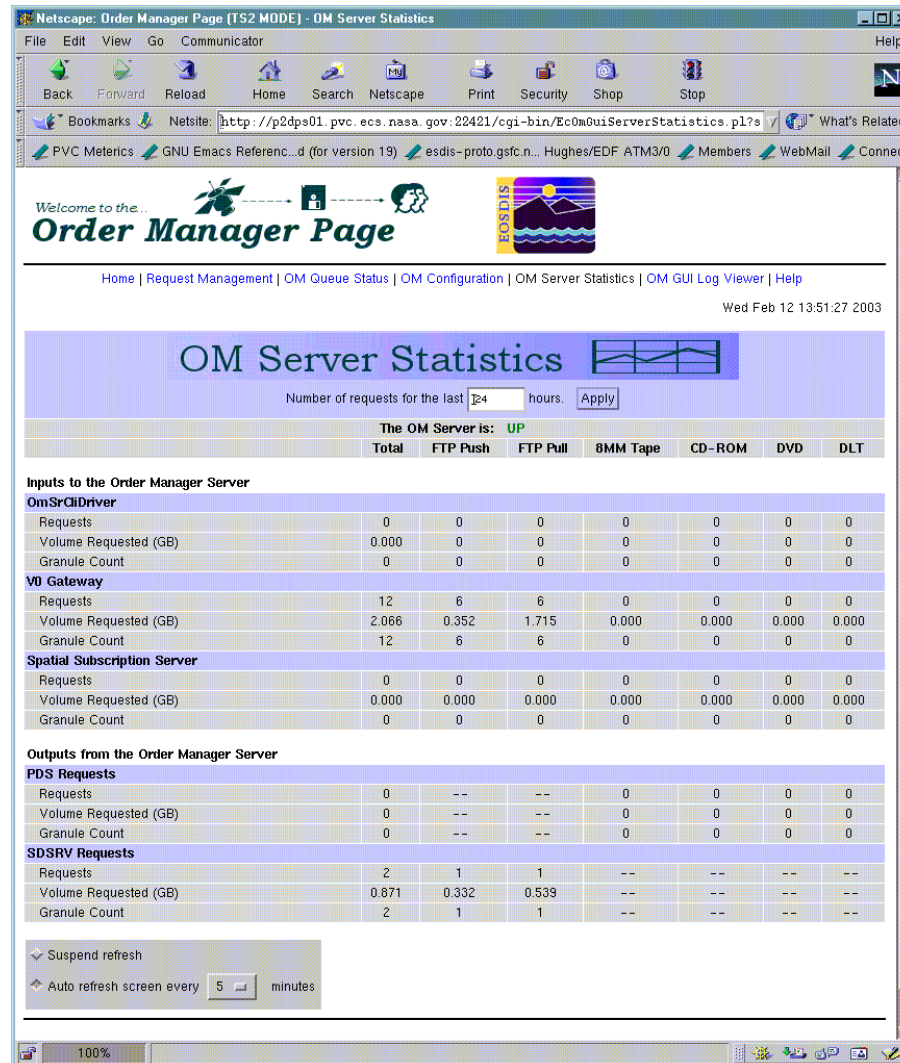 Netscape: Order Manager Page (TS2 MODE) - OM Server Statistics
File Edit View Go Communicator Help
My
N
Back Forward Reload Home Search Netscape Print Security Shop Stop
Bookmarks Netsite: http://p2dps01.pvc.ecs.nasa.gov:22421/cgi-bin/EcOmGuiServerStatistics.pl?s What's Relate
PVC Meterics GNU Emacs Referenc...d (for version 19) esdis-proto.gsfc.n... Hughes/EDF ATM3/0 Members WebMail Connec
Welcome to the...
Order Manager Page
EOSDIS
Home | Request Management | OM Queue Status | OM Configuration | OM Server Statistics | OM GUI Log Viewer | Help
Wed Feb 12 13:51:27 2003
OM Server Statistics
Number of requests for the last 24 hours. Apply
The OM Server is: UP
Total FTP Push FTP Pull 8MM Tape CD-ROM DVD DLT
Inputs to the Order Manager Server
OmSrCliDriver
Requests 0 0 0 0 0 0 0
Volume Requested (GB) 0.000 0 0 0 0 0 0
Granule Count 0 0 0 0 0 0 0
V0 Gateway
Requests 12 6 6 0 0 0 0
Volume Requested (GB) 2.066 0.352 1.715 0.000 0.000 0.000 0.000
Granule Count 12 6 6 0 0 0 0
Spatial Subscription Server
Requests 0 0 0 0 0 0 0
Volume Requested (GB) 0.000 0.000 0.000 0.000 0.000 0.000 0.000
Granule Count 0 0 0 0 0 0 0
Outputs from the Order Manager Server
PDS Requests
Requests 0 -- -- 0 0 0 0
Volume Requested (GB) 0 -- -- 0 0 0 0
Granule Count 0 -- -- 0 0 0 0
SDSRV Requests
Requests 2 1 1 -- -- -- --
Volume Requested (GB) 0.871 0.332 0.539 -- -- -- --
Granule Count 2 1 1 -- -- -- --
Suspend refresh
Auto refresh screen every 5 minutes
100%